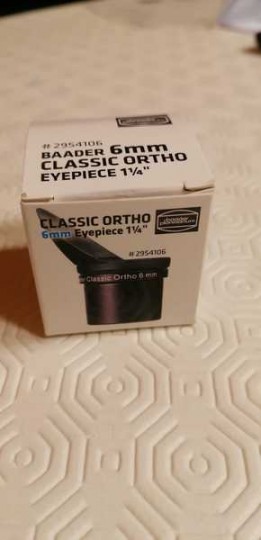 # 2954106
BAADER 6mm
CLASSIC ORTHO
EYEPIECE 1¼"
CLASSIC ORTHO
6mm Eyepiece 1¼"
# 2954106
Classic Ortho 6 mm